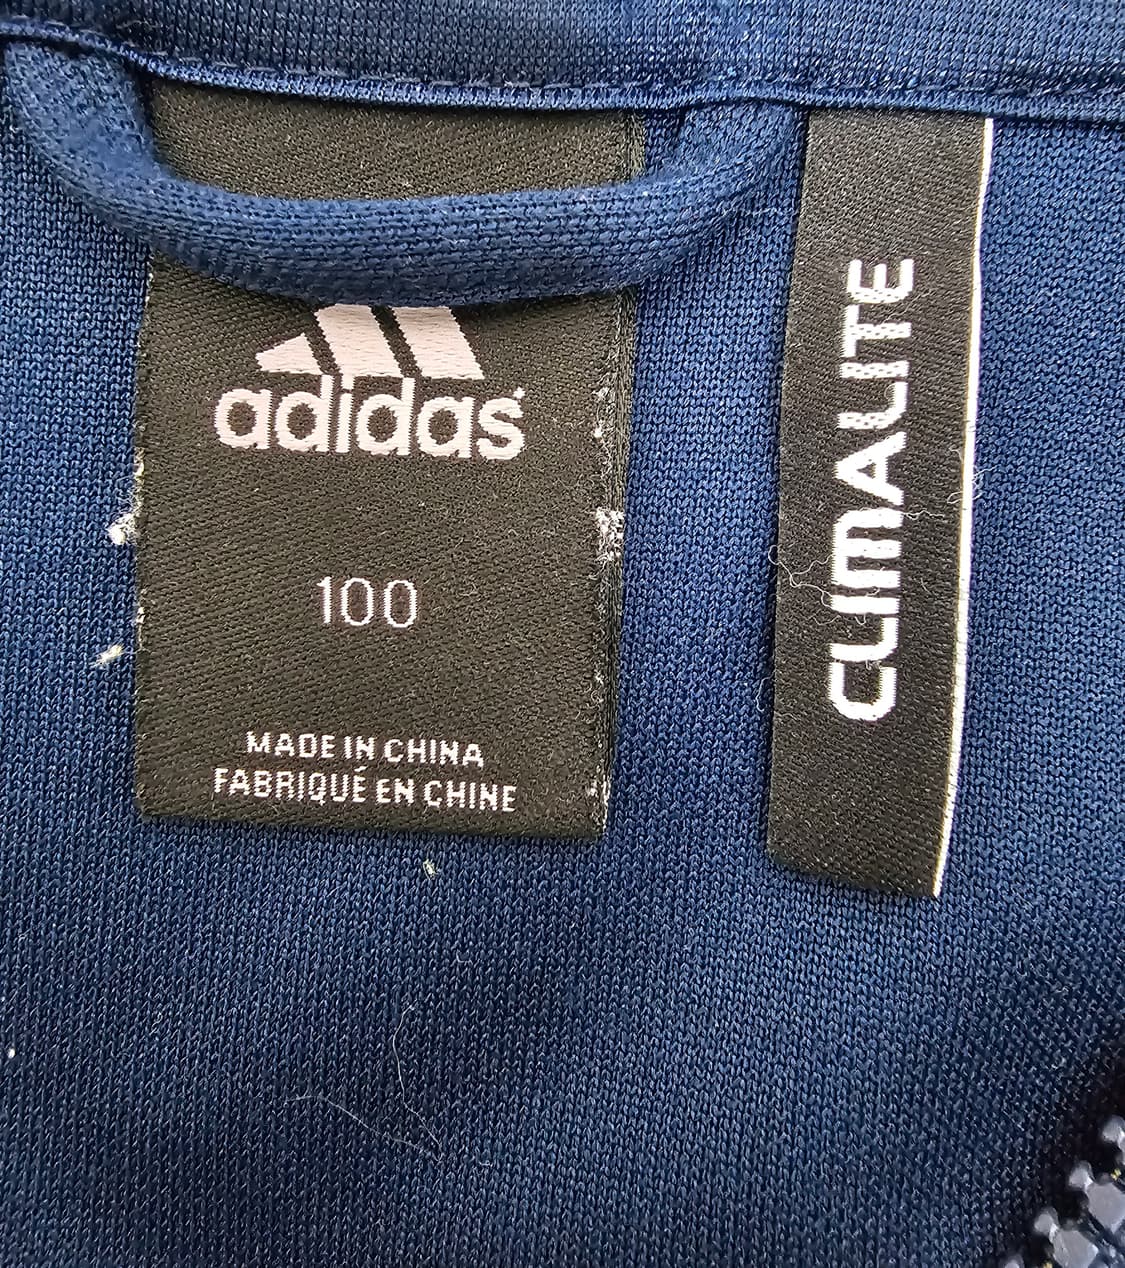 adidas
100
MADE IN CHINA
FABRIQUÉ EN CHINE
CLIMALITE